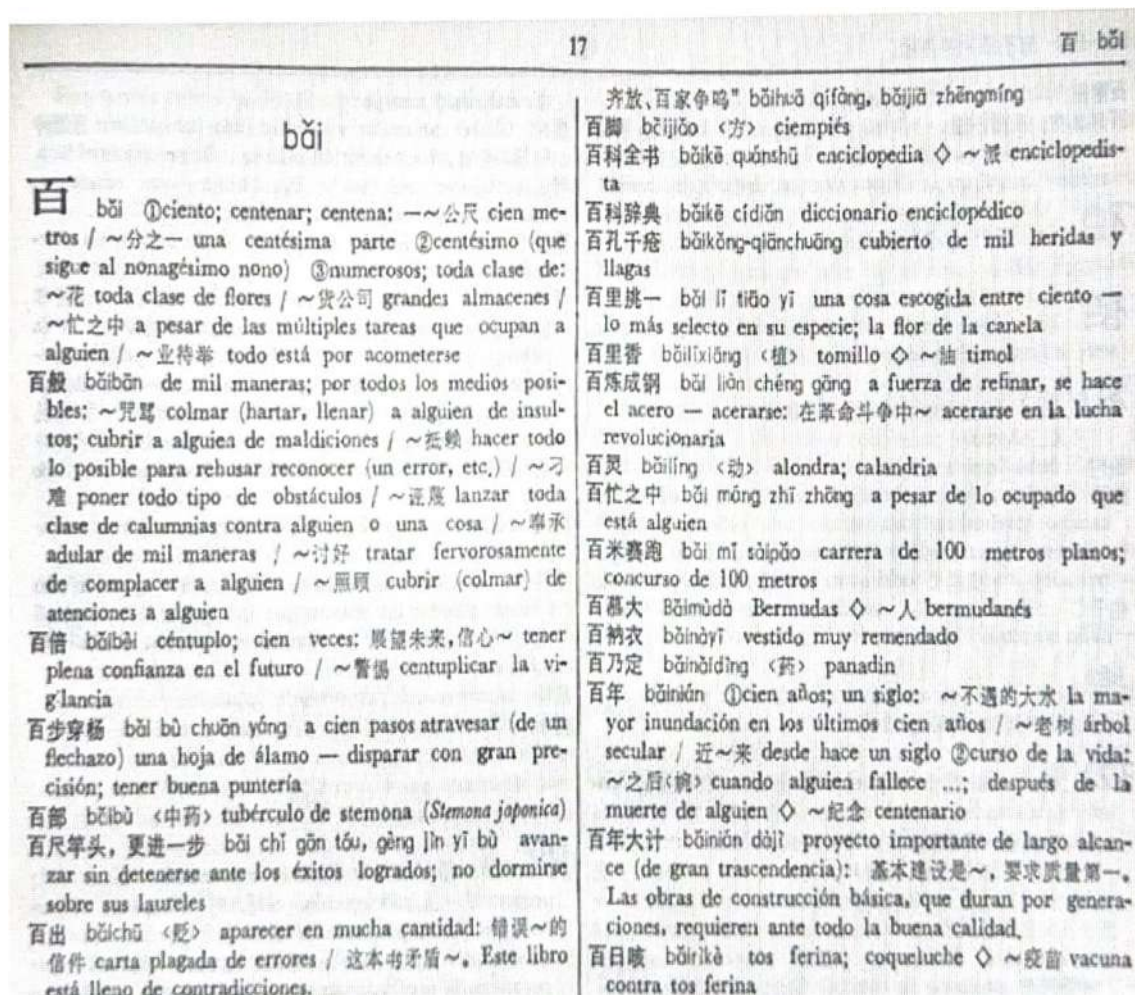 17
百 bǎi
bǎi
百 bǎi ①ciento; centenar; centena: 一～公尺 cien me-
tros / ～分之一 una centésima parte ②centésimo (que
sigue al nonagésimo nono) ③numerosos; toda clase de:
～花 toda clase de flores / ～货公司 grandes almacenes /
～忙之中 a pesar de las múltiples tareas que ocupan a
alguien / ～业待举 todo está por acometerse
百般 bǎibān de mil maneras; por todos los medios posi-
bles: ～咒骂 colmar (hartar, llenar) a alguien de insul-
tos; cubrir a alguien de maldiciones / ～抵赖 hacer todo
lo posible para rehusar reconocer (un error, etc.) / ～刁
难 poner todo tipo de obstáculos / ～诬蔑 lanzar toda
clase de calumnias contra alguien o una cosa / ～奉承
adular de mil maneras / ～讨好 tratar fervorosamente
de complacer a alguien / ～照顾 cubrir (colmar) de
atenciones a alguien
百倍 bǎibèi céntuplo; cien veces: 展望未来,信心～ tener
plena confianza en el futuro / ～警惕 centuplicar la vi-
gilancia
百步穿杨 bǎi bù chuān yáng a cien pasos atravesar (de un
flechazo) una hoja de álamo — disparar con gran pre-
cisión; tener buena puntería
百部 bǎibù 〈中药〉 tubérculo de stemona (Stemona japonica)
百尺竿头，更进一步 bǎi chǐ gān tóu, gèng jìn yī bù avan-
zar sin detenerse ante los éxitos logrados; no dormirse
sobre sus laureles
百出 bǎichū 〈贬〉 aparecer en mucha cantidad: 错误～的
信件 carta plagada de errores / 这本书矛盾～。Este libro
está lleno de contradicciones.
齐放、百家争鸣” bǎihuā qífàng, bǎijiā zhēngmíng
百脚 bǎijiǎo 〈方〉 ciempiés
百科全书 bǎikē quánshū enciclopedia ◇ ～派 enciclopedis-
ta
百科辞典 bǎikē cídiǎn diccionario enciclopédico
百孔千疮 bǎikǒng-qiānchuāng cubierto de mil heridas y
llagas
百里挑一 bǎi lǐ tiāo yī una cosa escogida entre ciento —
lo más selecto en su especie; la flor de la canela
百里香 bǎilǐxiāng 〈植〉 tomillo ◇ ～油 timol
百炼成钢 bǎi liàn chéng gāng a fuerza de refinar, se hace
el acero — acerarse: 在革命斗争中～ acerarse en la lucha
revolucionaria
百灵 bǎilíng 〈动〉 alondra; calandria
百忙之中 bǎi máng zhī zhōng a pesar de lo ocupado que
está alguien
百米赛跑 bǎi mǐ sàipǎo carrera de 100 metros planos;
concurso de 100 metros
百慕大 Bǎimùdà Bermudas ◇ ～人 bermudanés
百衲衣 bǎinàyī vestido muy remendado
百乃定 bǎinǎidìng 〈药〉 panadin
百年 bǎinián ①cien años; un siglo: ～不遇的大水 la ma-
yor inundación en los últimos cien años / ～老树 árbol
secular / 近～来 desde hace un siglo ②curso de la vida:
～之后〈婉〉 cuando alguien fallece ...; después de la
muerte de alguien ◇ ～纪念 centenario
百年大计 bǎinián dàjì proyecto importante de largo alcan-
ce (de gran trascendencia): 基本建设是～，要求质量第一。
Las obras de construcción básica, que duran por genera-
ciones, requieren ante todo la buena calidad.
百日咳 bǎirìké tos ferina; coqueluche ◇ ～疫苗 vacuna
contra tos ferina